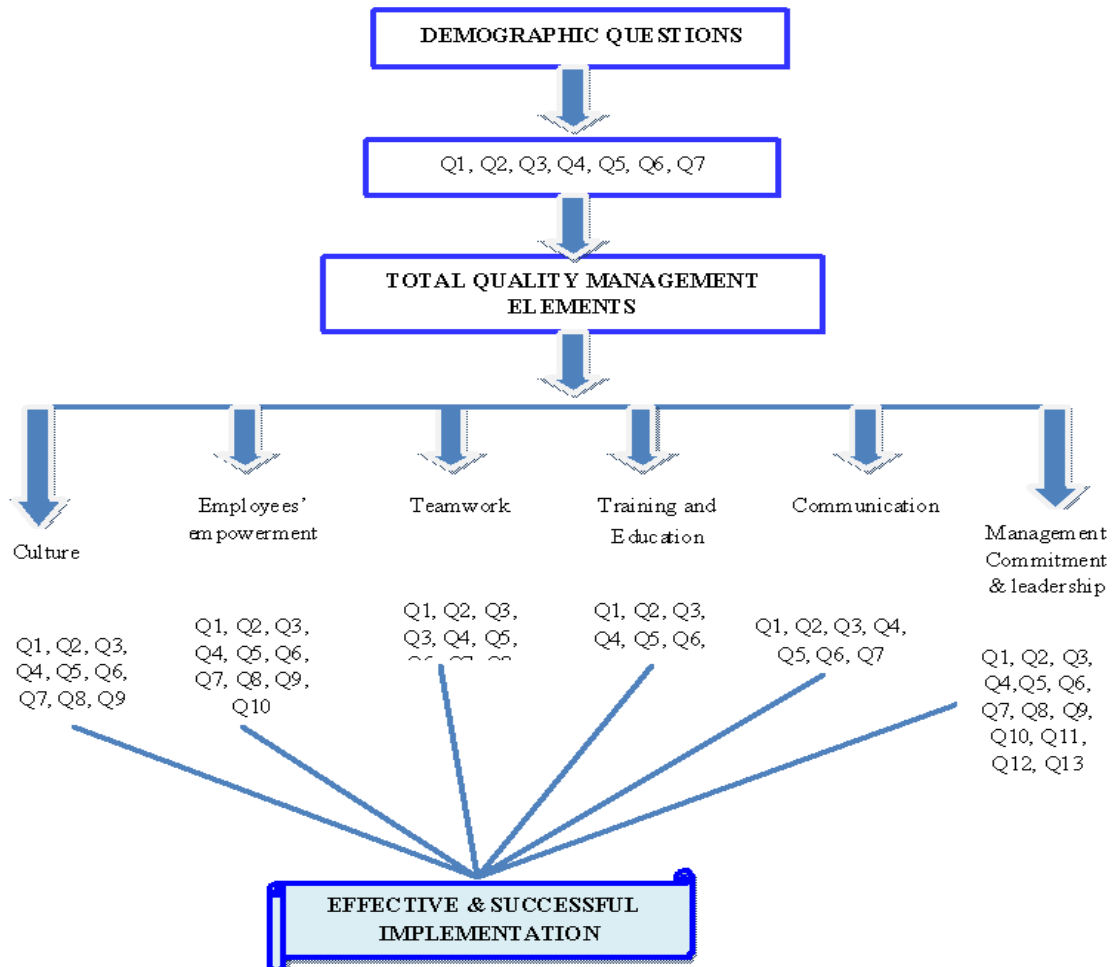 DEMOGRAPHIC QUESTIONS
Q1, Q2, Q3, Q4, Q5, Q6, Q7
TOTAL QUALITY MANAGEMENT
ELEMENTS
Culture
Employees’
empowerment
Teamwork
Training and
Education
Communication
Management
Commitment
& leadership
Q1, Q2, Q3,
Q4, Q5, Q6,
Q7, Q8, Q9
Q1, Q2, Q3,
Q4, Q5, Q6,
Q7, Q8, Q9,
Q10
Q1, Q2, Q3,
Q3, Q4, Q5,
Q1, Q2, Q3,
Q4, Q5, Q6,
Q1, Q2, Q3, Q4,
Q5, Q6, Q7
Q1, Q2, Q3,
Q4,Q5, Q6,
Q7, Q8, Q9,
Q10, Q11,
Q12, Q13
EFFECTIVE & SUCCESSFUL
IMPLEMENTATION